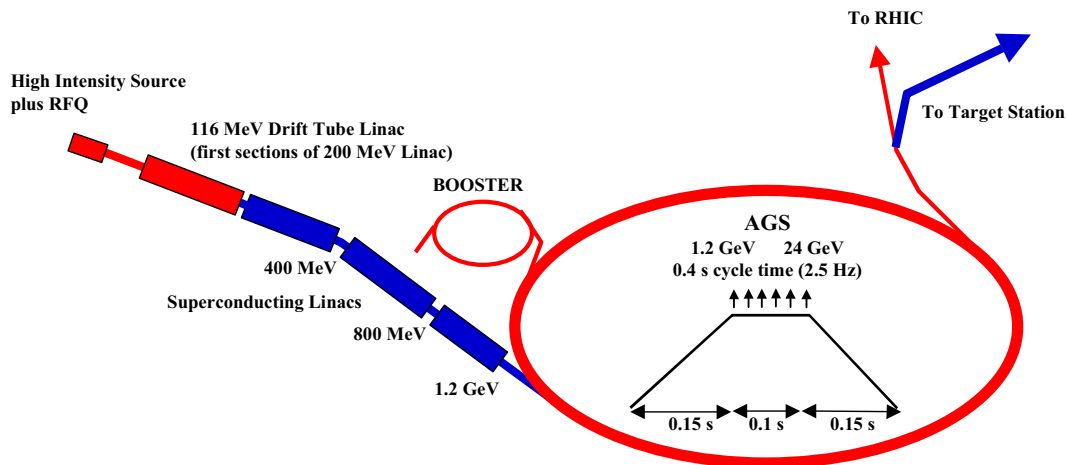 To RHIC
High Intensity Source
plus RFQ
To Target Station
116 MeV Drift Tube Linac
(first sections of 200 MeV Linac)
BOOSTER
AGS
1.2 GeV 24 GeV
0.4 s cycle time (2.5 Hz)
400 MeV
Superconducting Linacs
800 MeV
1.2 GeV
0.15 s 0.1 s 0.15 s